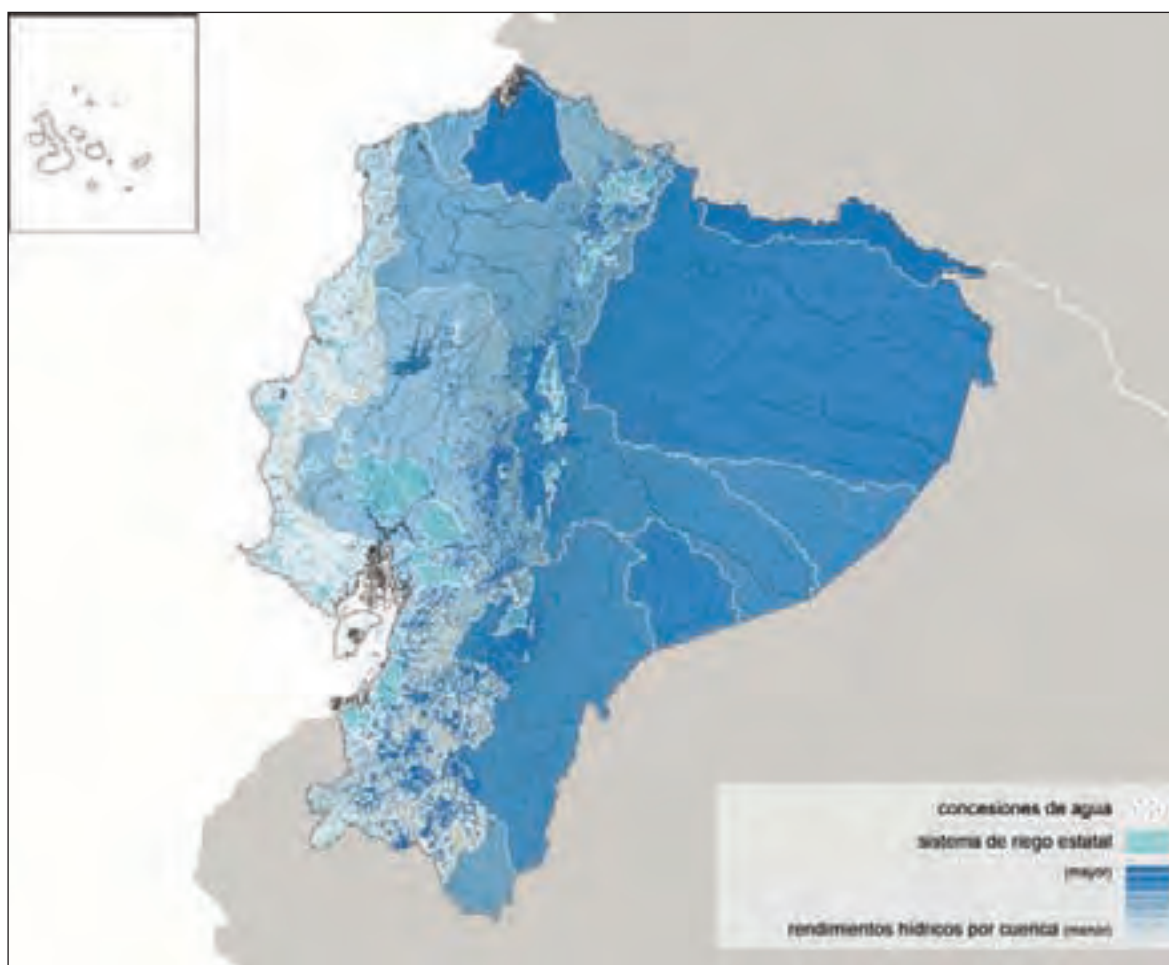 concesiones de agua
sistema de riego estatal
(mayor)
rendimientos hídricos por cuenca (menor)